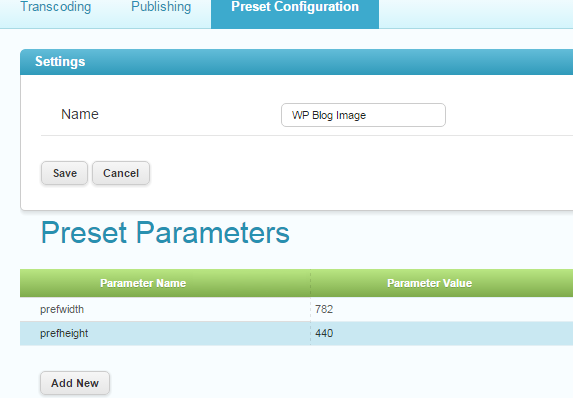 Transcoding Publishing Preset Configuration
Settings
Name WP Blog Image
Save Cancel
Preset Parameters
Parameter Name Parameter Value
prefwidth 782
prefheight 440
Add New